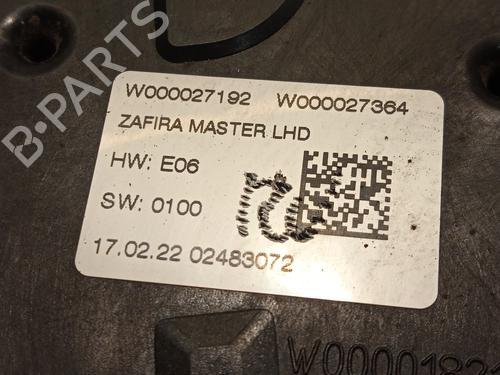 W000027192 W000027364
ZAFIRA MASTER LHD
HW: E06
SW: 0100
17.02.22 02483072
B-PARTS